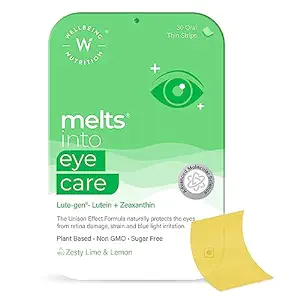 WELLBEING
W
NUTRITION
30 Oral
Thin Strips
melts®
into
eye
care
Advanced Molecular
Lute-gen®- Lutein + Zeaxanthin
The Unison Effect Formula naturally protects the eyes
from retina damage, strain and blue light irritation.
Plant Based • Non GMO • Sugar Free
Zesty Lime & Lemon